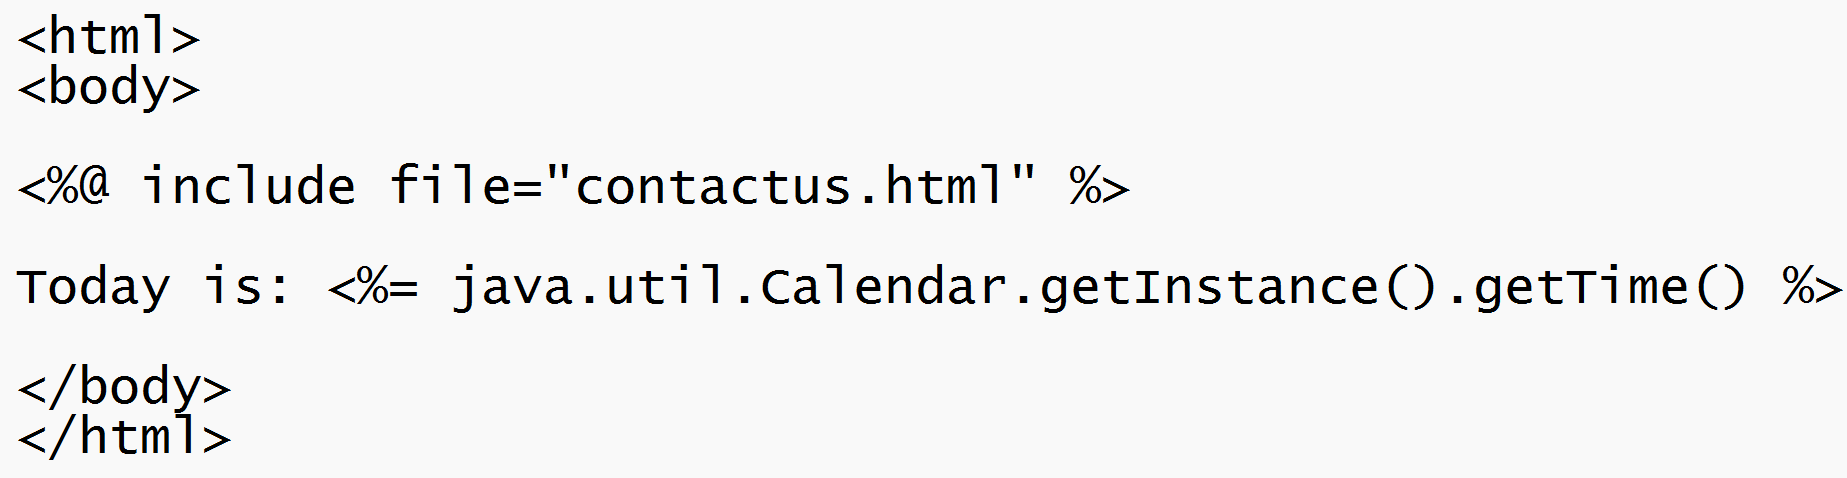 <html>
<body>
<%@ include file="contactus.html" %>
Today is: <%= java.util.Calendar.getInstance().getTime() %>
</body>
</html>